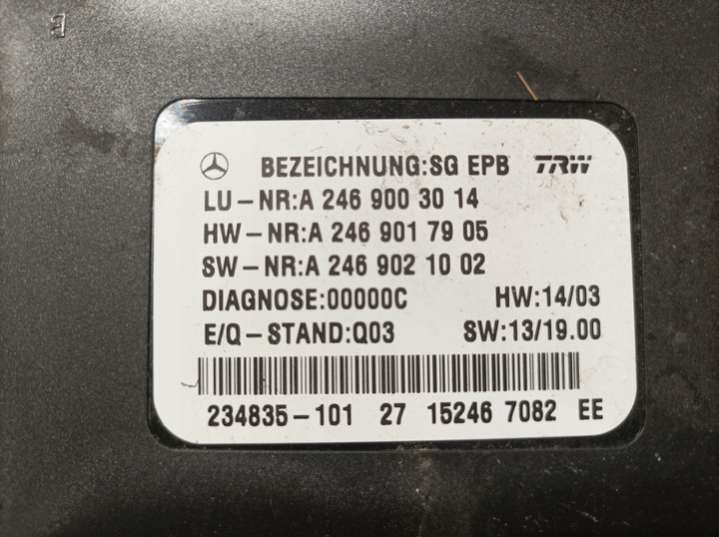 BEZEICHNUNG:SG EPB TRW
LU-NR:A 246 900 30 14
HW-NR:A 246 901 79 05
SW-NR:A 246 902 10 02
DIAGNOSE:00000C HW:14/03
E/Q-STAND:Q03 SW:13/19.00
234835-101 27 15246 7082 EE